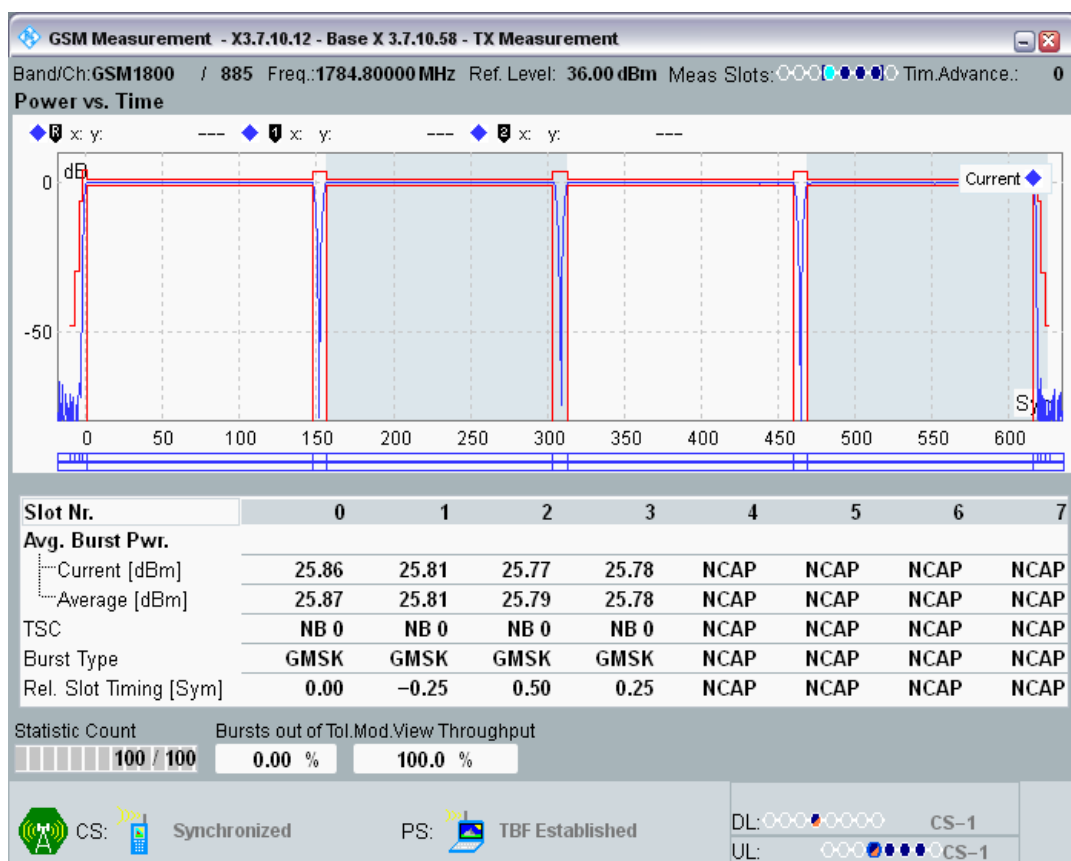 GSM Measurement - X3.7.10.12 - Base X 3.7.10.58 - TX Measurement
Band/Ch:GSM1800 / 885 Freq.:1784.80000 MHz Ref. Level: 36.00 dBm Meas Slots: Tim.Advance.: 0
Power vs. Time
R x: y: --- 1 x: y: --- 2 x: y: ---
dB
Current
0
-50
Sy
0 50 100 150 200 250 300 350 400 450 500 550 600
Slot Nr. 0 1 2 3 4 5 6 7
Avg. Burst Pwr.
Current [dBm] 25.86 25.81 25.77 25.78 NCAP NCAP NCAP NCAP
Average [dBm] 25.87 25.81 25.79 25.78 NCAP NCAP NCAP NCAP
TSC NB 0 NB 0 NB 0 NB 0 NCAP NCAP NCAP NCAP
Burst Type GMSK GMSK GMSK GMSK NCAP NCAP NCAP NCAP
Rel. Slot Timing [Sym] 0.00 −0.25 0.50 0.25 NCAP NCAP NCAP NCAP
Statistic Count Bursts out of Tol. Mod.View Throughput
100 / 100 0.00 % 100.0 %
CS: Synchronized PS: TBF Established DL: CS−1
UL: CS−1